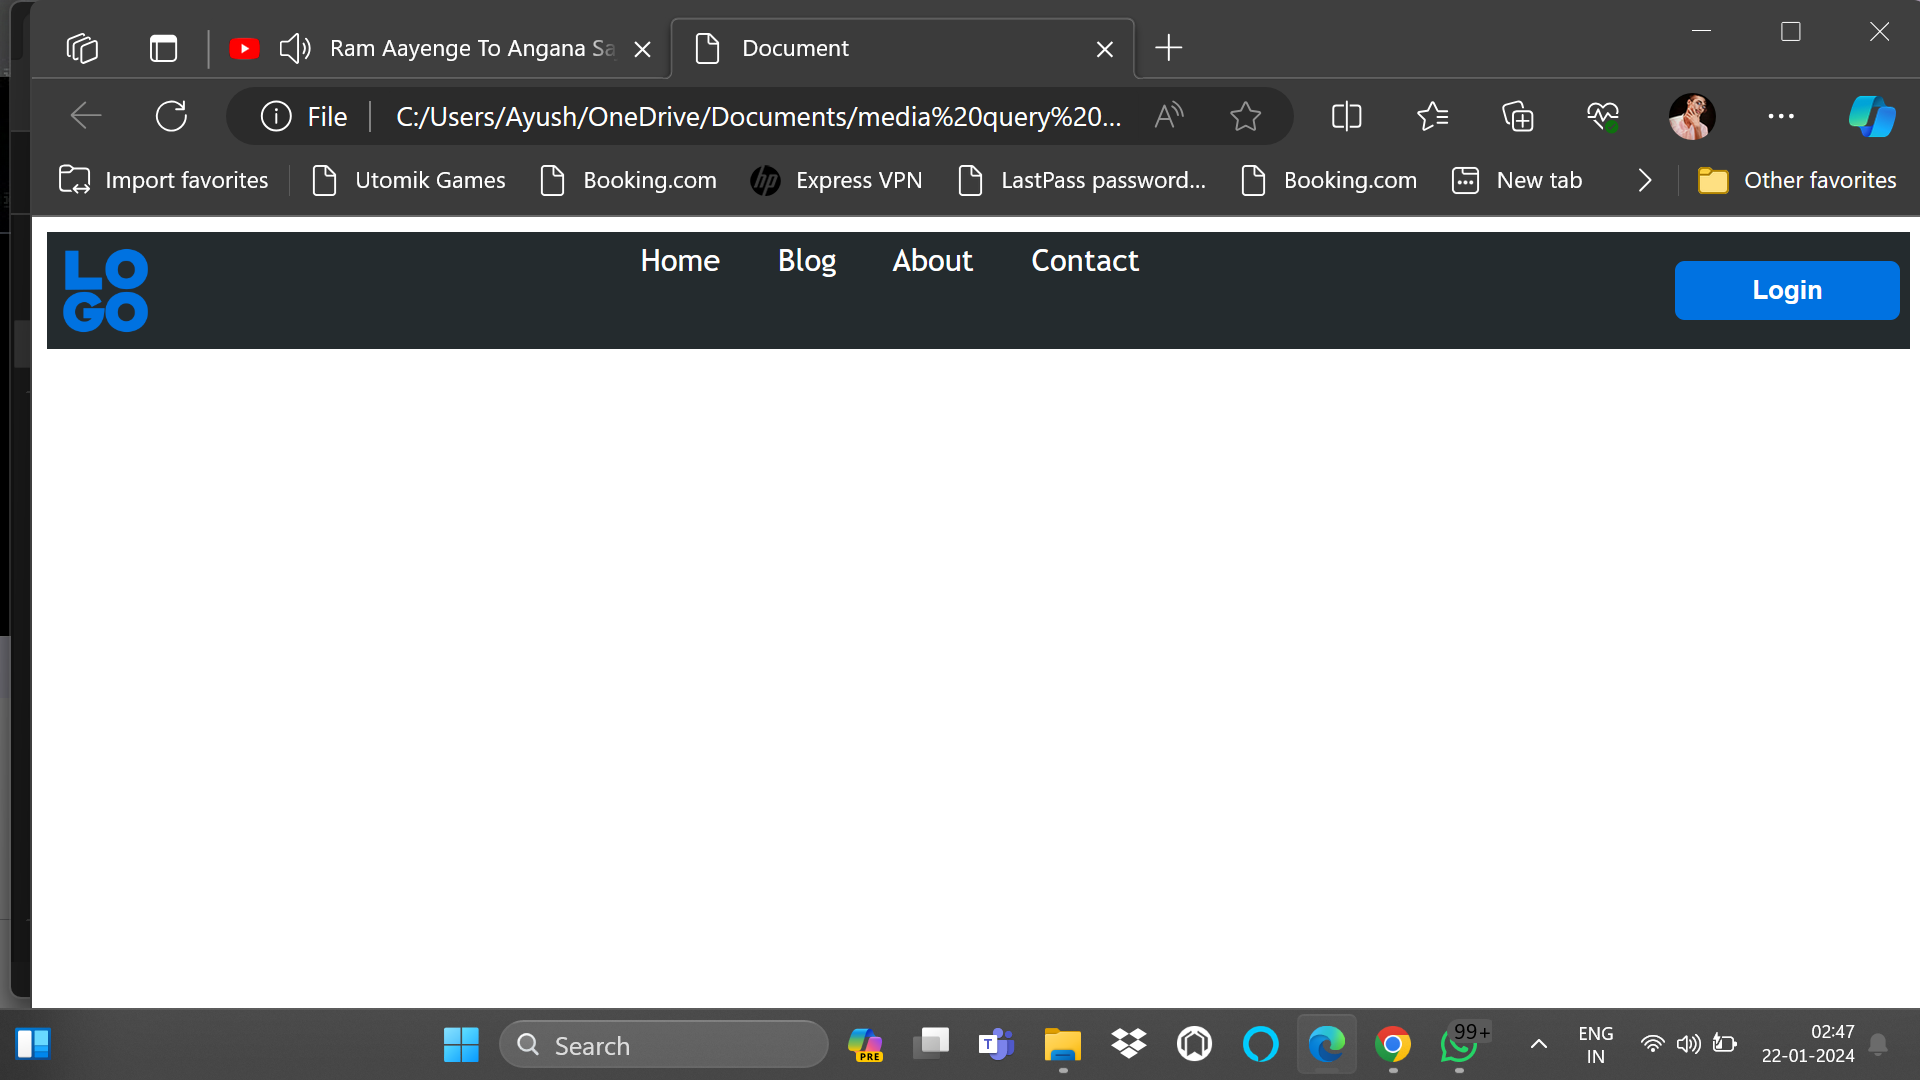 Ram Aayenge To Angana Sa
Document
File
C:/Users/Ayush/OneDrive/Documents/media%20query%20...
Import favorites
Utomik Games
Booking.com
hp
Express VPN
LastPass password...
Booking.com
New tab
Other favorites
LO
GO
Home
Blog
About
Contact
Login
Search
PRE
T
99+
ENG
IN
02:47
22-01-2024